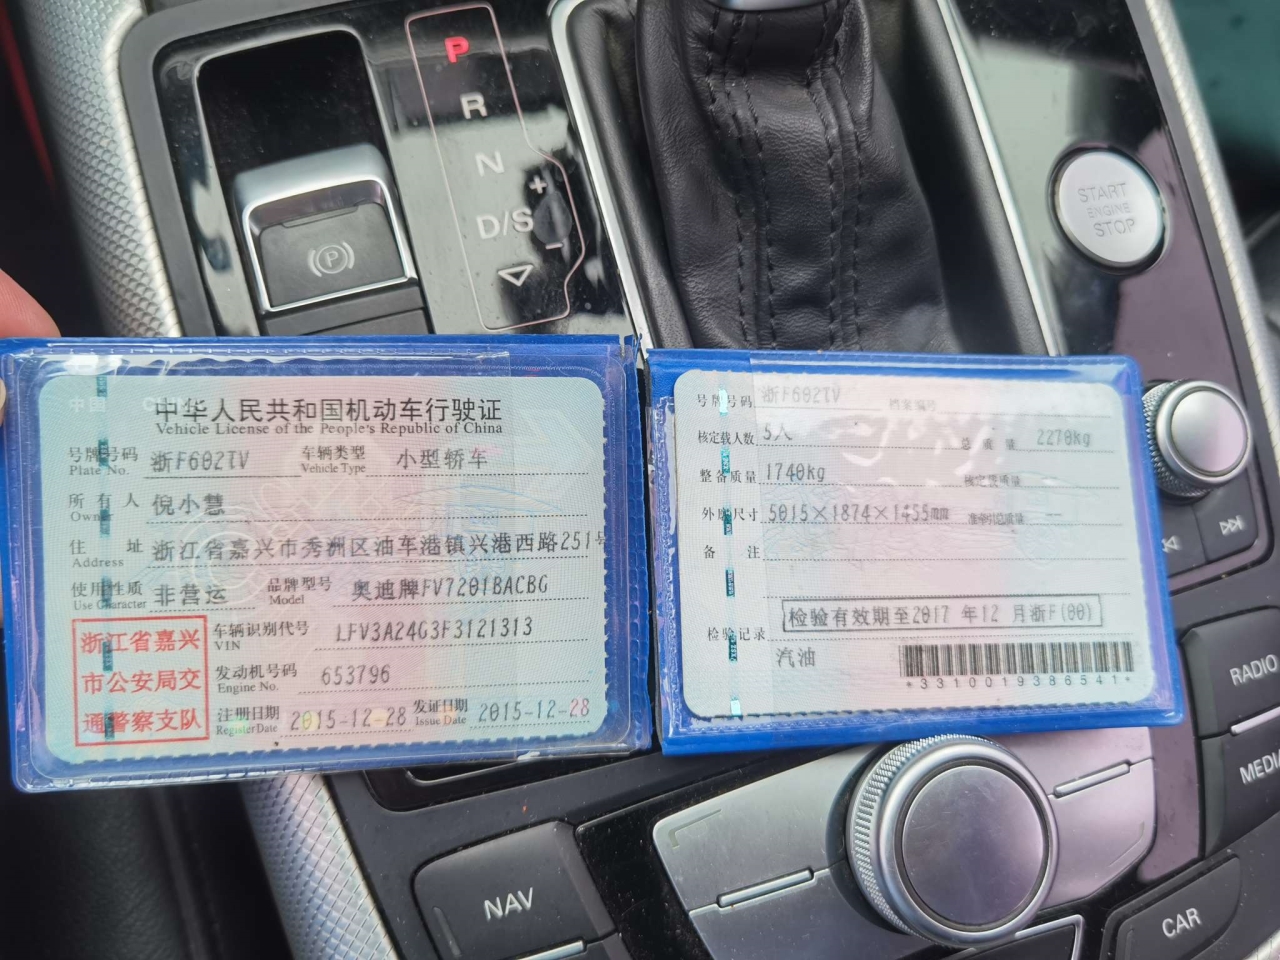 P
R
N
+
D/S
−
START
ENGINE
STOP
(P)
中华人民共和国机动车行驶证
Vehicle License of the People's Republic of China
号牌号码 浙F602TV 车辆类型 小型轿车
Plate No. Vehicle Type
所有人 倪小慧
Owner
住址 浙江省嘉兴市秀洲区油车港镇兴港西路251号
Address
使用性质 非营运 品牌型号 奥迪牌FV7201BACBG
Use Character Model
浙江省嘉兴
市公安局交
通警察支队
车辆识别代号 LFV3A24G3F3121313
VIN
发动机号码 653796
Engine No.
注册日期 2015-12-28 发证日期 2015-12-28
Register Date Issue Date
号牌号码 浙F602TV 档案编号
核定载人数 5人 总质量 2270kg
整备质量 1740kg 核定载质量
外廓尺寸 5015×1874×1455mm 准牵引总质量 —
备注
检验有效期至2017年12月浙F(00)
检验记录
汽油
*3310019386541*
RADIO
MEDIA
NAV
CAR